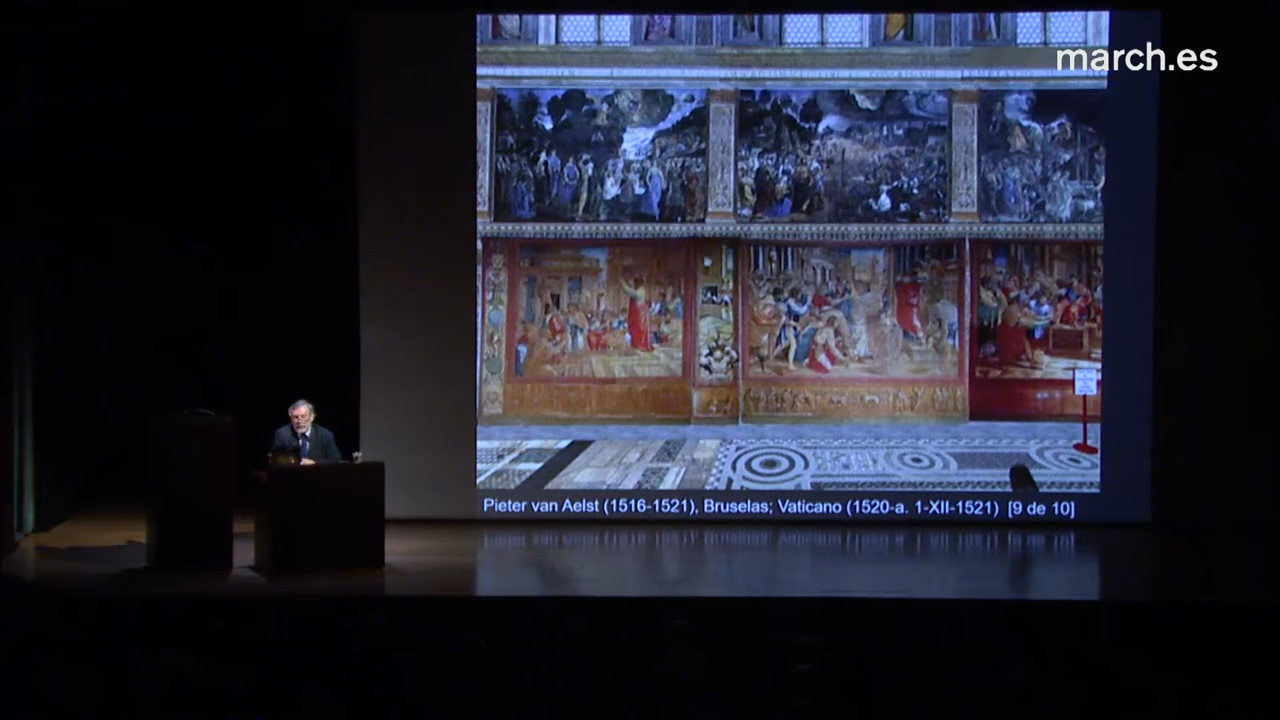 march.es
Pieter van Aelst (1516-1521), Bruselas; Vaticano (1520-a. 1-XII-1521) [9 de 10]